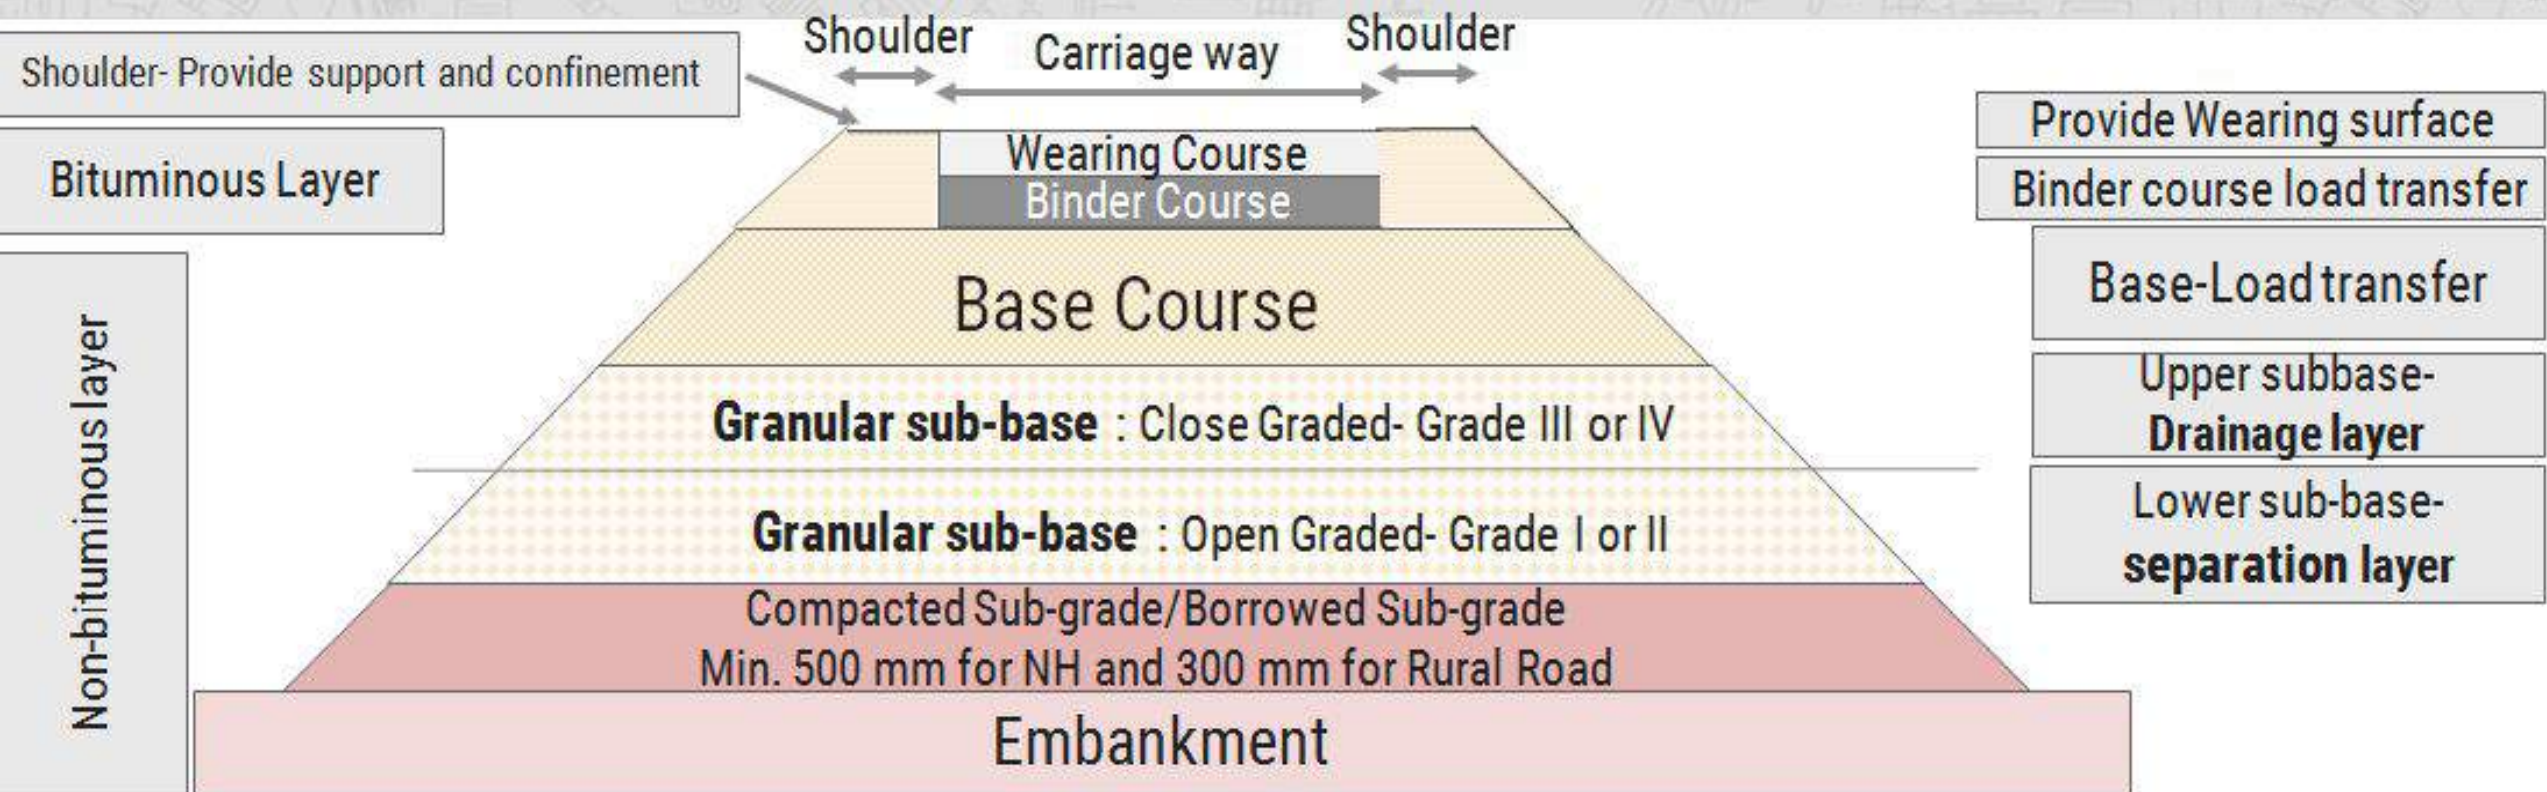 Shoulder
Carriage way
Shoulder
Shoulder- Provide support and confinement
Provide Wearing surface
Bituminous Layer
Wearing Course
Binder Course
Binder course load transfer
Base Course
Base-Load transfer
Non-bituminous layer
Granular sub-base : Close Graded- Grade III or IV
Upper subbase-
Drainage layer
Granular sub-base : Open Graded- Grade I or II
Lower sub-base-
separation layer
Compacted Sub-grade/Borrowed Sub-grade
Min. 500 mm for NH and 300 mm for Rural Road
Embankment